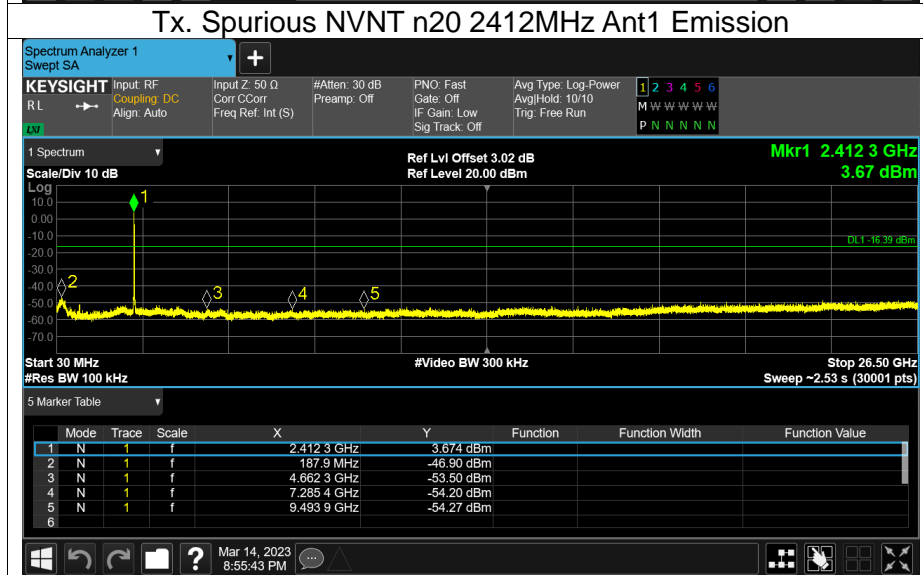 Tx. Spurious NVNT n20 2412MHz Ant1 Emission
Spectrum Analyzer 1
Swept SA
+
KEYSIGHT Input: RF Input Z: 50 Ω #Atten: 30 dB PNO: Fast Avg Type: Log-Power 1 2 3 4 5 6
RL Coupling: DC Corr CCorr Preamp: Off Gate: Off Avg|Hold: 10/10 M W W W W W
Align: Auto Freq Ref: Int (S) IF Gain: Low Trig: Free Run
LXI Sig Track: Off P N N N N N
1 Spectrum Ref Lvl Offset 3.02 dB Mkr1 2.412 3 GHz
Scale/Div 10 dB Ref Level 20.00 dBm 3.67 dBm
Log
10.0 1
0.00
-10.0 DL1 -16.39 dBm
-20.0
-30.0
-40.0 2 3 4 5
-50.0
-60.0
-70.0
Start 30 MHz #Video BW 300 kHz Stop 26.50 GHz
#Res BW 100 kHz Sweep ~2.53 s (30001 pts)
5 Marker Table
Mode Trace Scale X Y Function Function Width Function Value
1 N 1 f 2.412 3 GHz 3.674 dBm
2 N 1 f 187.9 MHz -46.90 dBm
3 N 1 f 4.662 3 GHz -53.50 dBm
4 N 1 f 7.285 4 GHz -54.20 dBm
5 N 1 f 9.493 9 GHz -54.27 dBm
6
? Mar 14, 2023
8:55:43 PM